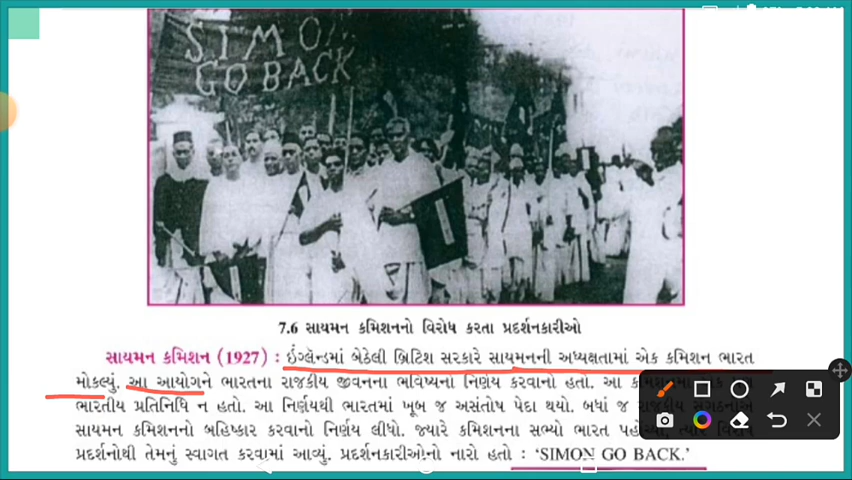 SIMON
GO BACK
7.6 સાયમન કમિશનનો વિરોધ કરતા પ્રદર્શનકારીઓ
સાયમન કમિશન (1927) : ઇંગ્લૅન્ડમાં બેઠેલી બ્રિટિશ સરકારે સાયમનની અધ્યક્ષતામાં એક કમિશન ભારત
મોકલ્યું. આ આયોગને ભારતના રાજકીય જીવનના ભવિષ્યનો નિર્ણય કરવાનો હતો. આ
ભારતીય પ્રતિનિધિ ન હતો. આ નિર્ણયથી ભારતમાં ખૂબ જ અસંતોષ પેદા થયો. બધાં જ
સાયમન કમિશનનો બહિષ્કાર કરવાનો નિર્ણય લીધો. જ્યારે કમિશનના સભ્યો ભારત
પ્રદર્શનોથી તેમનું સ્વાગત કરવામાં આવ્યું. પ્રદર્શનકારીઓનો નારો હતો : ‘SIMON GO BACK.’